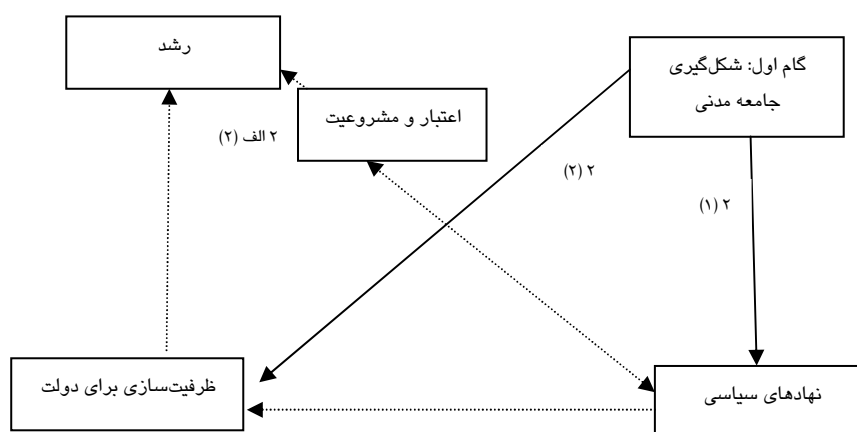 رشد
گام اول: شکل‌گیری
جامعه مدنی
اعتبار و مشروعیت
۲ الف (۲)
۲ (۲)
۲ (۱)
ظرفیت‌سازی برای دولت
نهادهای سیاسی